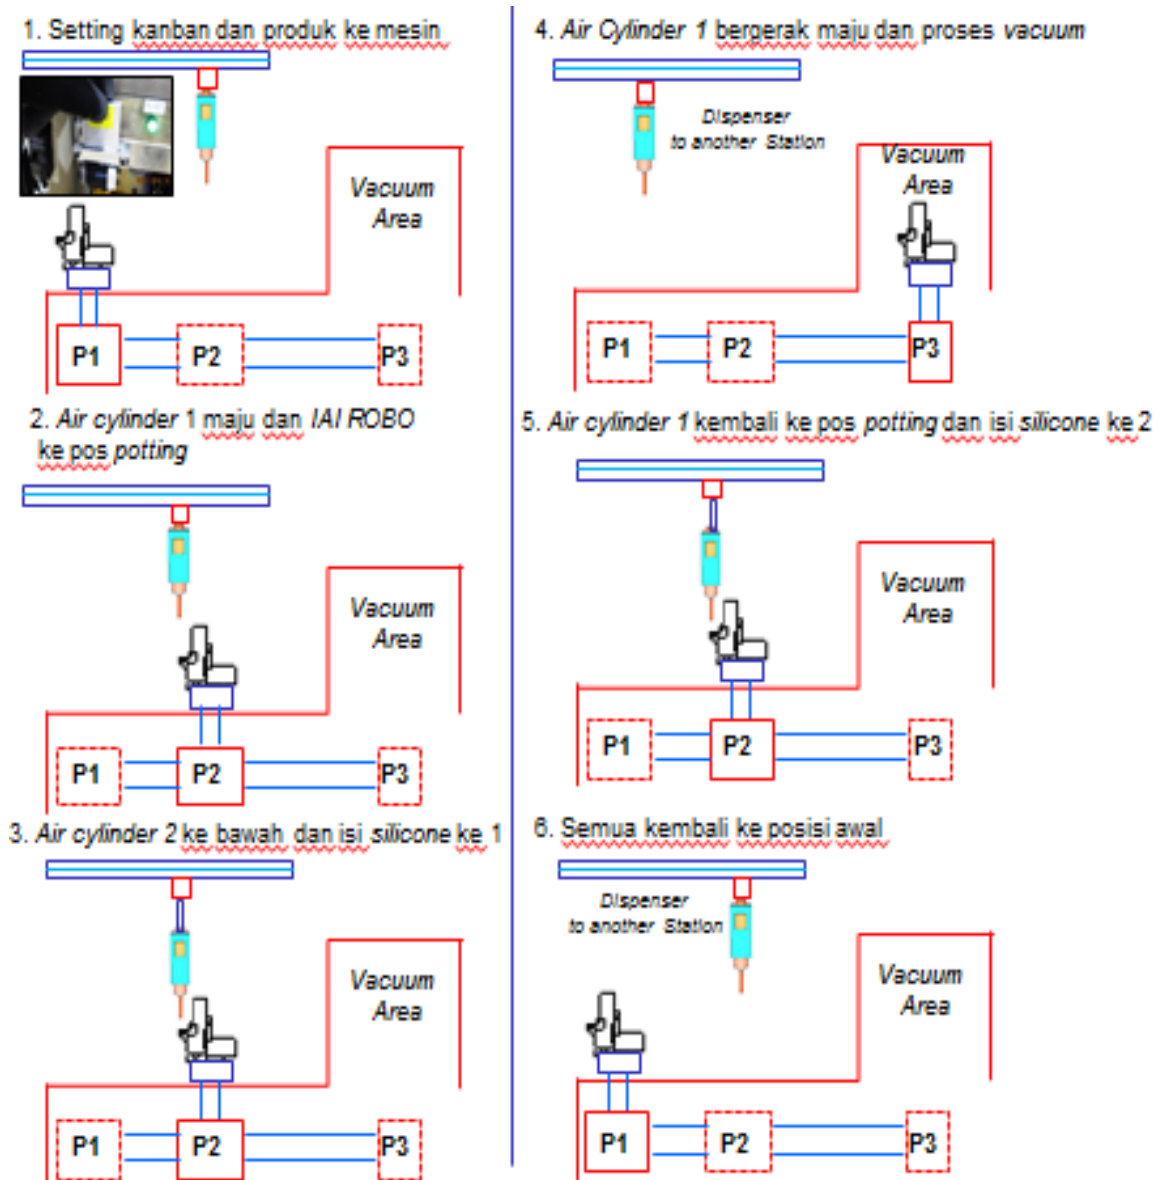 1. Setting kanban dan produk ke mesin
Vacuum
Area
P1
P2
P3
2. Air cylinder 1 maju dan IAI ROBO
ke pos potting
Vacuum
Area
P1
P2
P3
3. Air cylinder 2 ke bawah dan isi silicone ke 1
Vacuum
Area
P1
P2
P3
4. Air Cylinder 1 bergerak maju dan proses vacuum
Dispenser
to another Station
Vacuum
Area
P1
P2
P3
5. Air cylinder 1 kembali ke pos potting dan isi silicone ke 2
Vacuum
Area
P1
P2
P3
6. Semua kembali ke posisi awal
Dispenser
to another Station
Vacuum
Area
P1
P2
P3